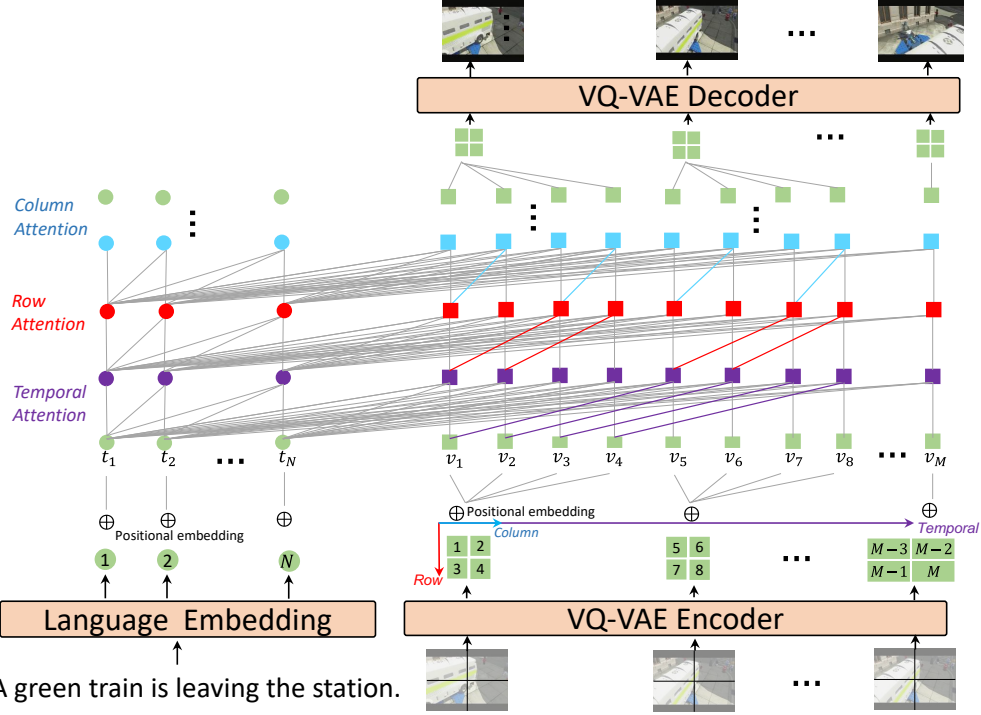 VQ-VAE Decoder
...
...
Column
Attention
Row
Attention
Temporal
Attention
t₁ t₂ ... t_N
v₁ v₂ v₃ v₄ v₅ v₆ v₇ v₈ ... v_M
Positional embedding
Positional embedding
Column
Temporal
Row
1 2 N
1 2
3 4
5 6
7 8
...
M−3 M−2
M−1 M
Language Embedding
VQ-VAE Encoder
A green train is leaving the station.
...